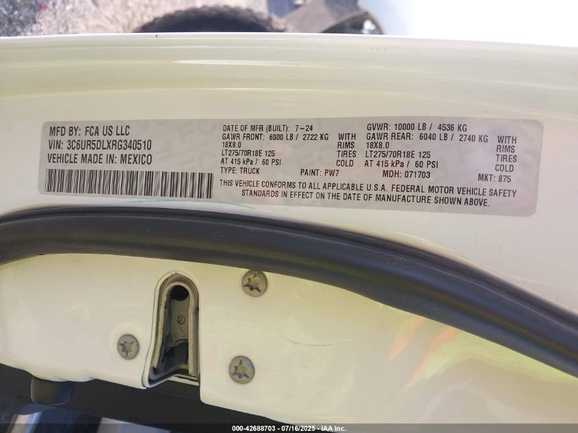 MFD BY: FCA US LLC
VIN: 3C6UR5DLXRG340510
VEHICLE MADE IN: MEXICO
DATE OF MFR (BUILT): 7-24 GVWR: 10000 LB / 4536 KG
GAWR FRONT: 6000 LB / 2722 KG WITH GAWR REAR: 6040 LB / 2740 KG WITH
18X8.0 RIMS 18X8.0 RIMS
LT275/70R18E 125 TIRES LT275/70R18E 125 TIRES
AT 415 kPa / 60 PSI COLD AT 415 kPa / 60 PSI COLD
TYPE: TRUCK PAINT: PW7 MDH: 071703 MKT: 875
THIS VEHICLE CONFORMS TO ALL APPLICABLE U.S.A. FEDERAL MOTOR VEHICLE SAFETY
STANDARDS IN EFFECT ON THE DATE OF MANUFACTURE SHOWN ABOVE.
000-42688703 - 07/16/2025 - IAA Inc.